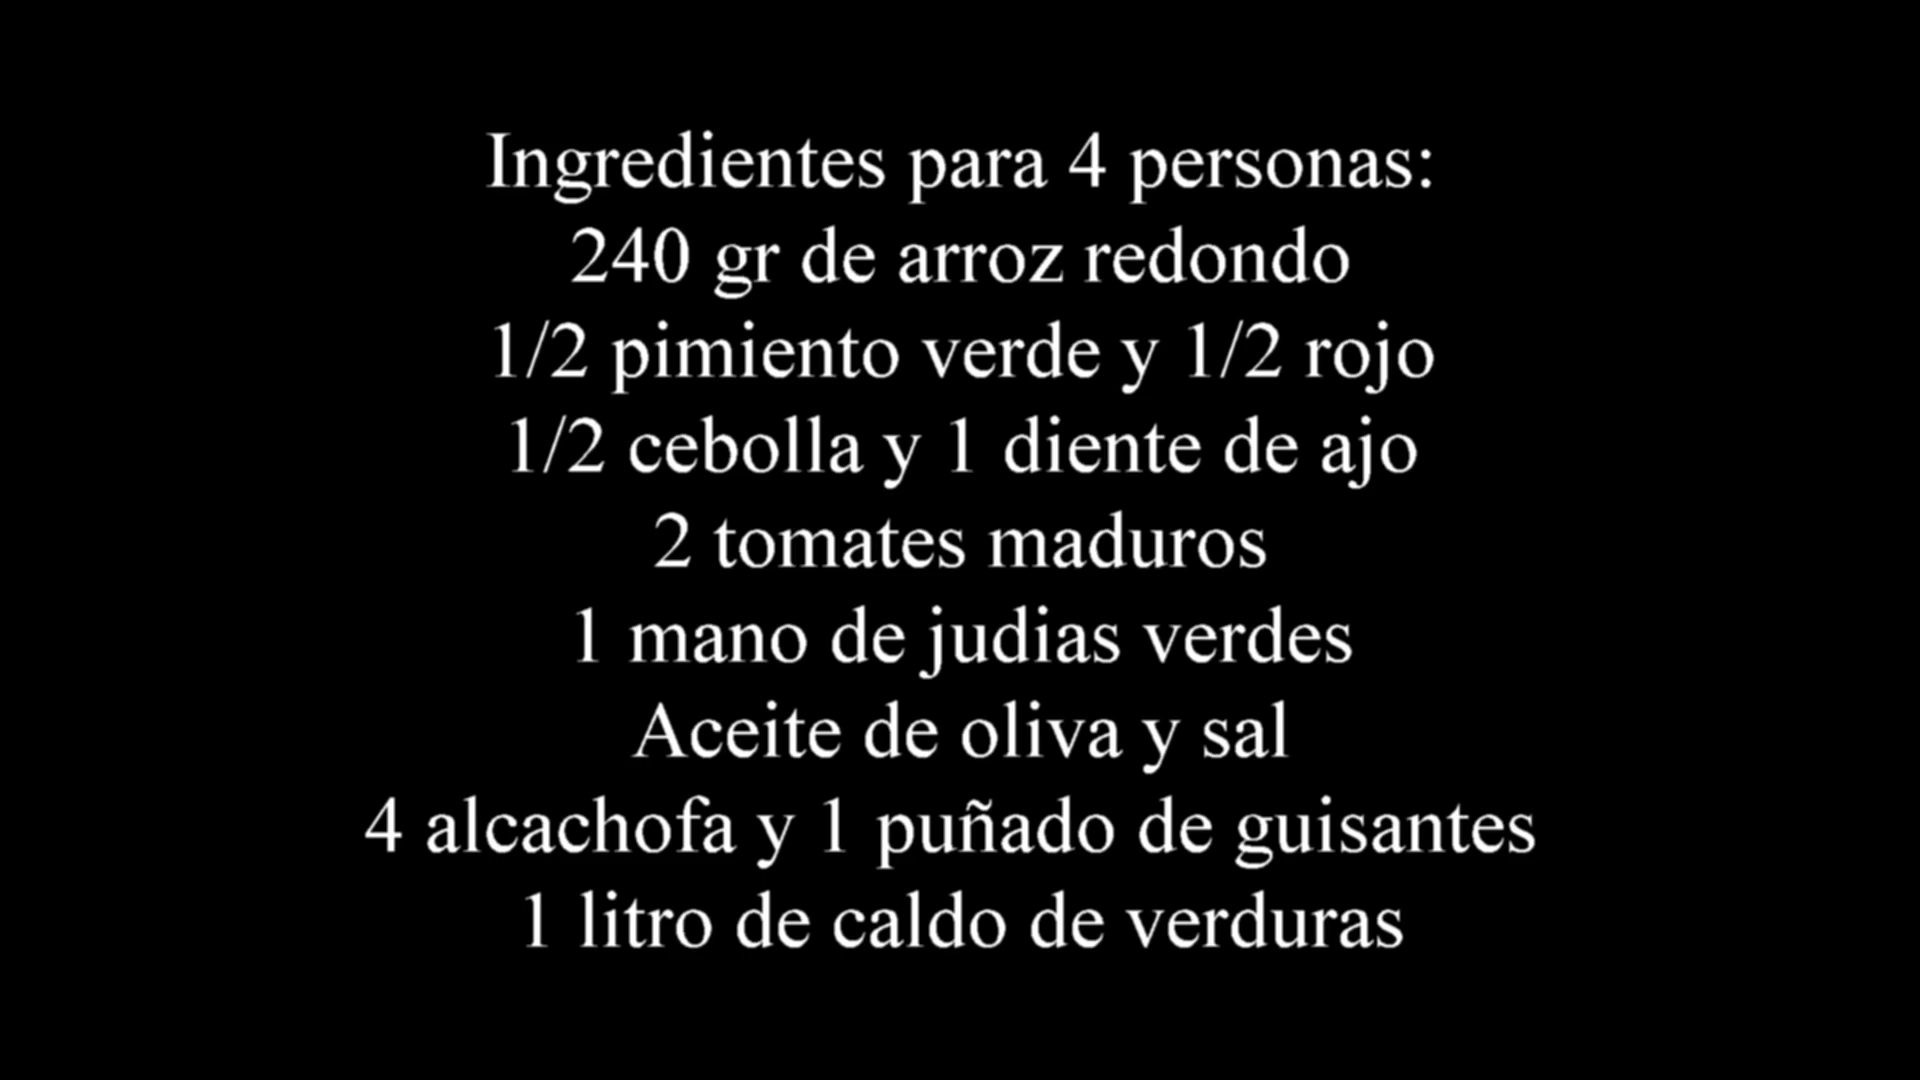 Ingredientes para 4 personas:
240 gr de arroz redondo
1/2 pimiento verde y 1/2 rojo
1/2 cebolla y 1 diente de ajo
2 tomates maduros
1 mano de judias verdes
Aceite de oliva y sal
4 alcachofa y 1 puñado de guisantes
1 litro de caldo de verduras